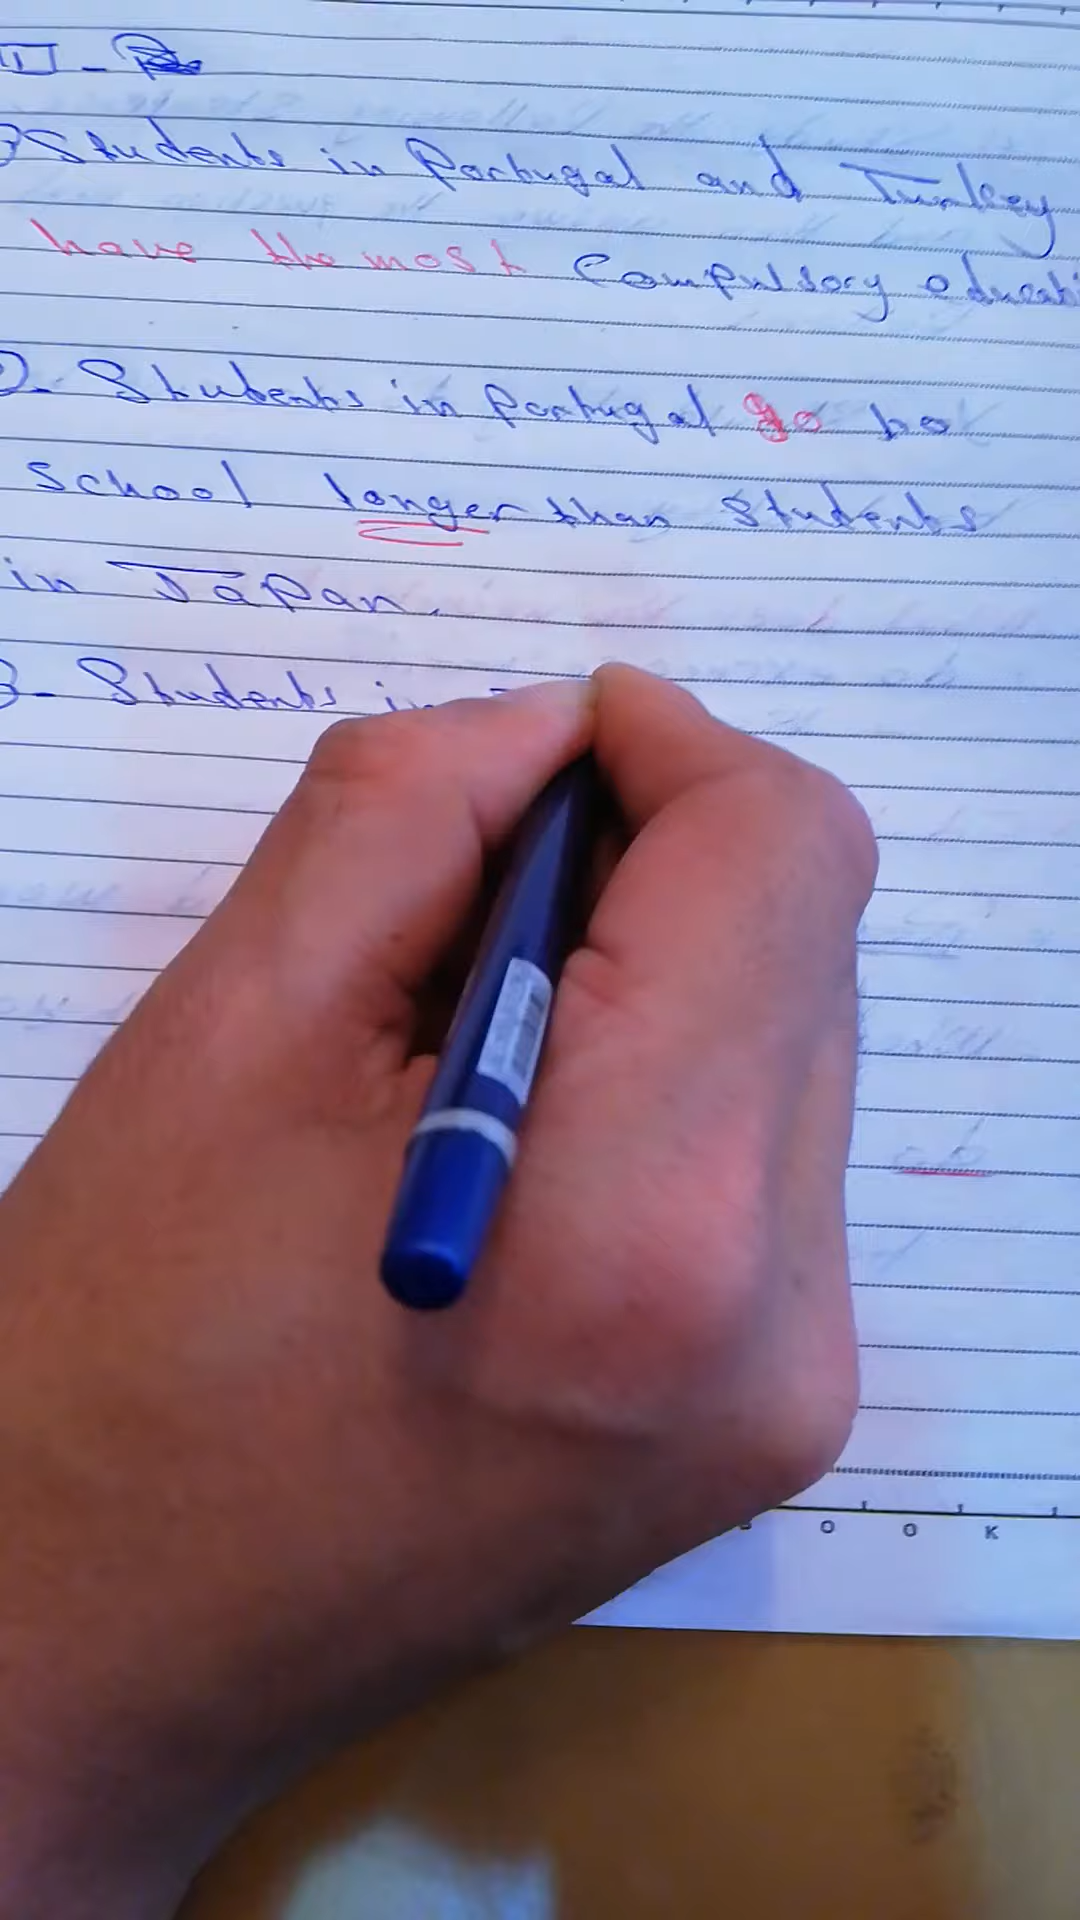 II -
Students in Portugal and Turkey
have the most Compulsory educati
2. Students in Portugal go to
School longer than Students
in Japan.
3- Students in
O O K